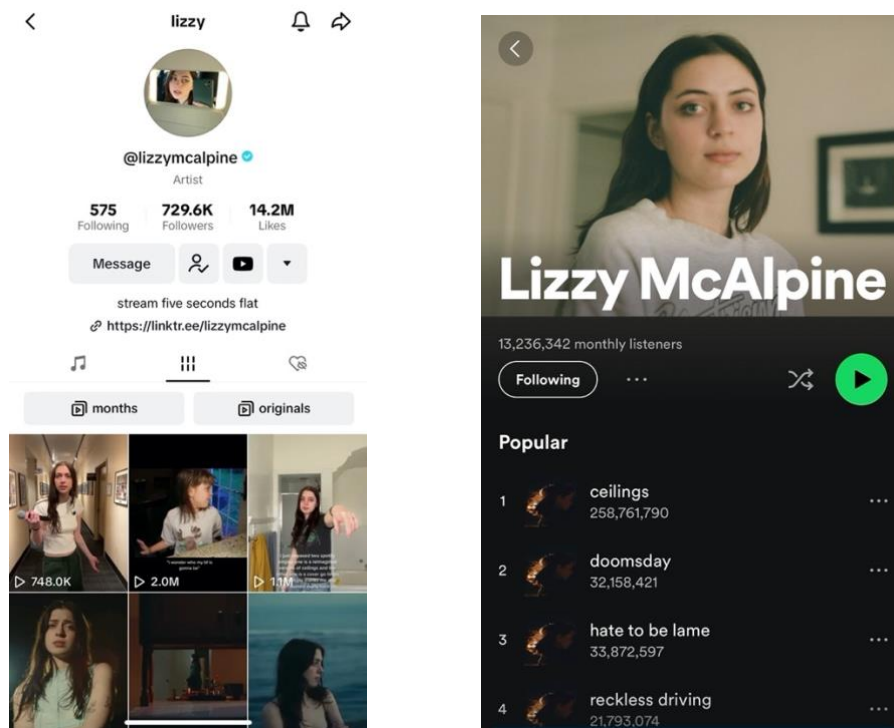 lizzy
@lizzymcalpine
Artist
575
729.6K
14.2M
Following
Followers
Likes
Message
stream five seconds flat
https://linktr.ee/lizzymcalpine
months
originals
748.0K
2.0M
1.1M
Lizzy McAlpine
13,236,342 monthly listeners
Following
Popular
1
ceilings
258,761,790
2
doomsday
32,158,421
3
hate to be lame
33,872,597
4
reckless driving
21,793,074